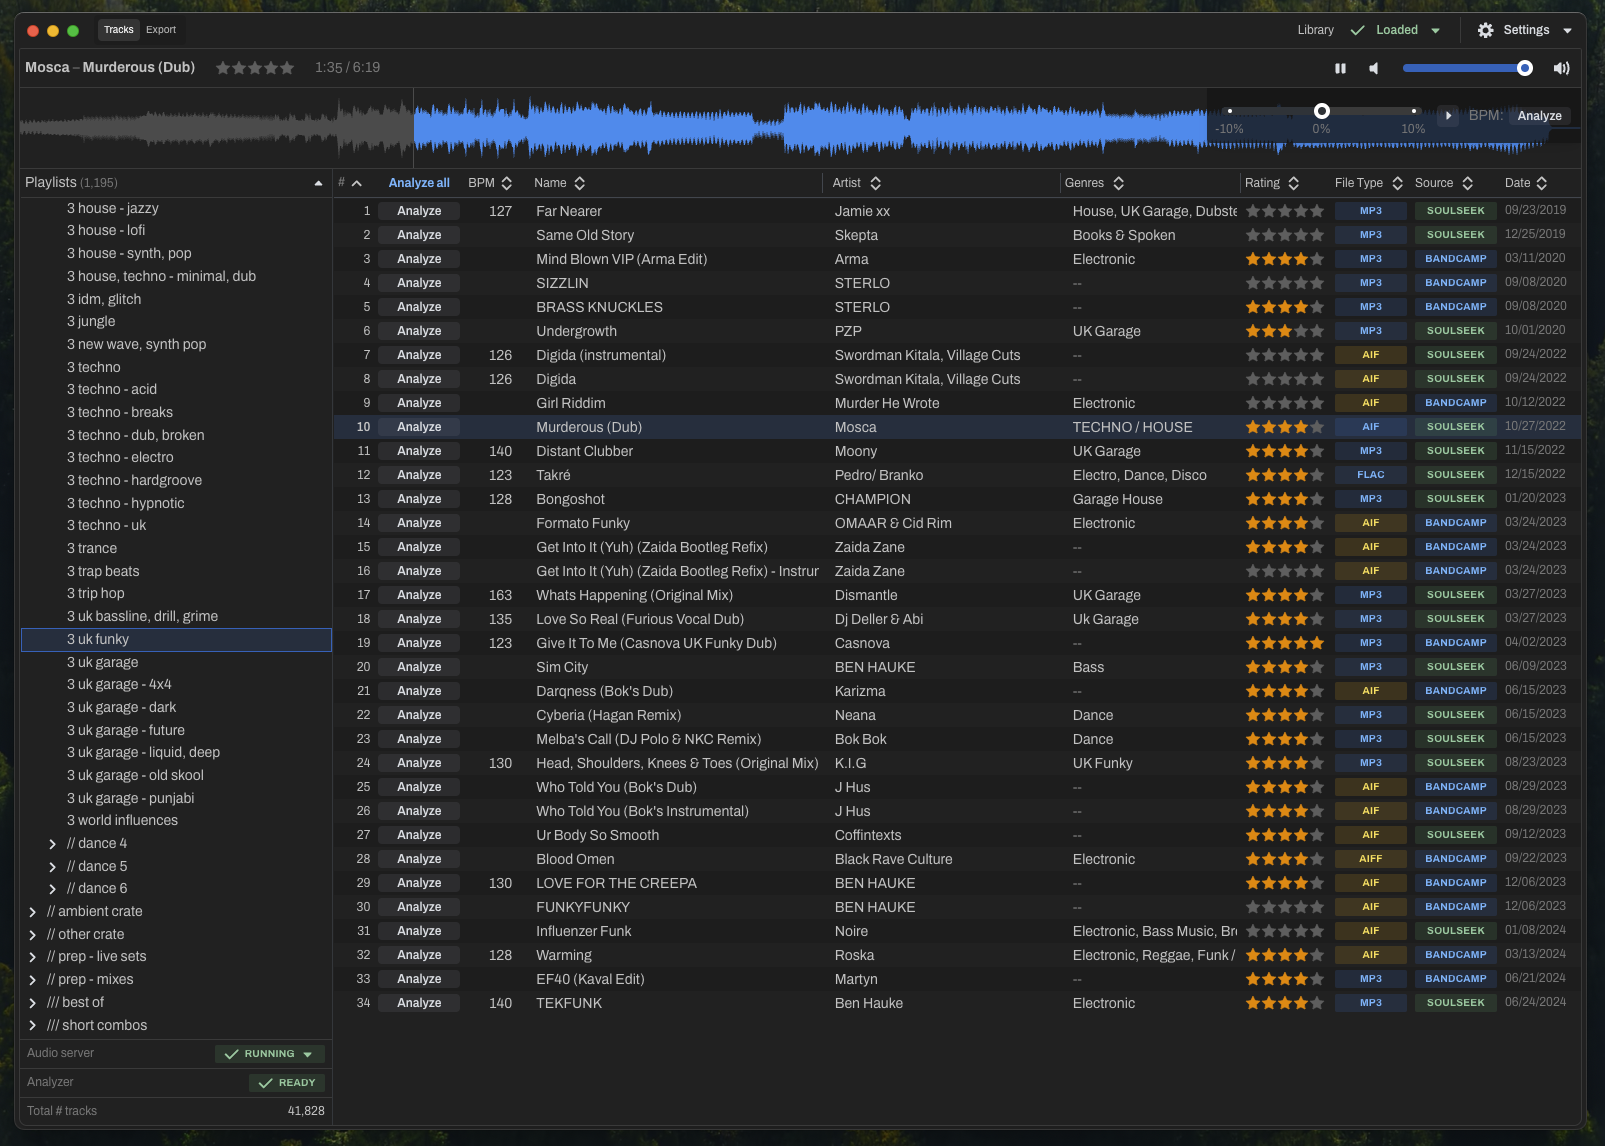 Tracks Export Library Loaded Settings
Mosca – Murderous (Dub) 1:35 / 6:19
-10% 0% 10% BPM: Analyze
Playlists (1,195)
3 house - jazzy
3 house - lofi
3 house - synth, pop
3 house, techno - minimal, dub
3 idm, glitch
3 jungle
3 new wave, synth pop
3 techno
3 techno - acid
3 techno - breaks
3 techno - dub, broken
3 techno - electro
3 techno - hardgroove
3 techno - hypnotic
3 techno - uk
3 trance
3 trap beats
3 trip hop
3 uk bassline, drill, grime
3 uk funky
3 uk garage
3 uk garage - 4x4
3 uk garage - dark
3 uk garage - future
3 uk garage - liquid, deep
3 uk garage - old skool
3 uk garage - punjabi
3 world influences
// dance 4
// dance 5
// dance 6
// ambient crate
// other crate
// prep - live sets
// prep - mixes
/// best of
/// short combos
Audio server RUNNING
Analyzer READY
Total # tracks 41,828
# Analyze all BPM Name Artist Genres Rating File Type Source Date
1 Analyze 127 Far Nearer Jamie xx House, UK Garage, Dubste MP3 SOULSEEK 09/23/2019
2 Analyze Same Old Story Skepta Books & Spoken MP3 SOULSEEK 12/25/2019
3 Analyze Mind Blown VIP (Arma Edit) Arma Electronic MP3 BANDCAMP 03/11/2020
4 Analyze SIZZLIN STERLO -- MP3 BANDCAMP 09/08/2020
5 Analyze BRASS KNUCKLES STERLO -- MP3 BANDCAMP 09/08/2020
6 Analyze Undergrowth PZP UK Garage MP3 SOULSEEK 10/01/2020
7 Analyze 126 Digida (instrumental) Swordman Kitala, Village Cuts -- AIF SOULSEEK 09/24/2022
8 Analyze 126 Digida Swordman Kitala, Village Cuts -- AIF SOULSEEK 09/24/2022
9 Analyze Girl Riddim Murder He Wrote Electronic AIF BANDCAMP 10/12/2022
10 Analyze Murderous (Dub) Mosca TECHNO / HOUSE AIF SOULSEEK 10/27/2022
11 Analyze 140 Distant Clubber Moony UK Garage MP3 SOULSEEK 11/15/2022
12 Analyze 123 Takré Pedro/ Branko Electro, Dance, Disco FLAC SOULSEEK 12/15/2022
13 Analyze 128 Bongoshot CHAMPION Garage House MP3 SOULSEEK 01/20/2023
14 Analyze Formato Funky OMAAR & Cid Rim Electronic AIF BANDCAMP 03/24/2023
15 Analyze Get Into It (Yuh) (Zaida Bootleg Refix) Zaida Zane -- AIF BANDCAMP 03/24/2023
16 Analyze Get Into It (Yuh) (Zaida Bootleg Refix) - Instrur Zaida Zane -- AIF BANDCAMP 03/24/2023
17 Analyze 163 Whats Happening (Original Mix) Dismantle UK Garage MP3 SOULSEEK 03/27/2023
18 Analyze 135 Love So Real (Furious Vocal Dub) Dj Deller & Abi Uk Garage MP3 SOULSEEK 03/27/2023
19 Analyze 123 Give It To Me (Casnova UK Funky Dub) Casnova -- MP3 BANDCAMP 04/02/2023
20 Analyze Sim City BEN HAUKE Bass MP3 SOULSEEK 06/09/2023
21 Analyze Darqness (Bok's Dub) Karizma -- AIF BANDCAMP 06/15/2023
22 Analyze Cyberia (Hagan Remix) Neana Dance MP3 SOULSEEK 06/15/2023
23 Analyze Melba's Call (DJ Polo & NKC Remix) Bok Bok Dance MP3 SOULSEEK 06/15/2023
24 Analyze 130 Head, Shoulders, Knees & Toes (Original Mix) K.I.G UK Funky MP3 SOULSEEK 08/23/2023
25 Analyze Who Told You (Bok's Dub) J Hus -- AIF BANDCAMP 08/29/2023
26 Analyze Who Told You (Bok's Instrumental) J Hus -- AIF BANDCAMP 08/29/2023
27 Analyze Ur Body So Smooth Coffintexts -- AIF SOULSEEK 09/12/2023
28 Analyze Blood Omen Black Rave Culture Electronic AIFF BANDCAMP 09/22/2023
29 Analyze 130 LOVE FOR THE CREEPA BEN HAUKE -- AIF BANDCAMP 12/06/2023
30 Analyze FUNKYFUNKY BEN HAUKE -- AIF BANDCAMP 12/06/2023
31 Analyze Influenzer Funk Noire Electronic, Bass Music, Bre AIF SOULSEEK 01/08/2024
32 Analyze 128 Warming Roska Electronic, Reggae, Funk / AIF BANDCAMP 03/13/2024
33 Analyze EF40 (Kaval Edit) Martyn -- MP3 BANDCAMP 06/21/2024
34 Analyze 140 TEKFUNK Ben Hauke Electronic MP3 SOULSEEK 06/24/2024